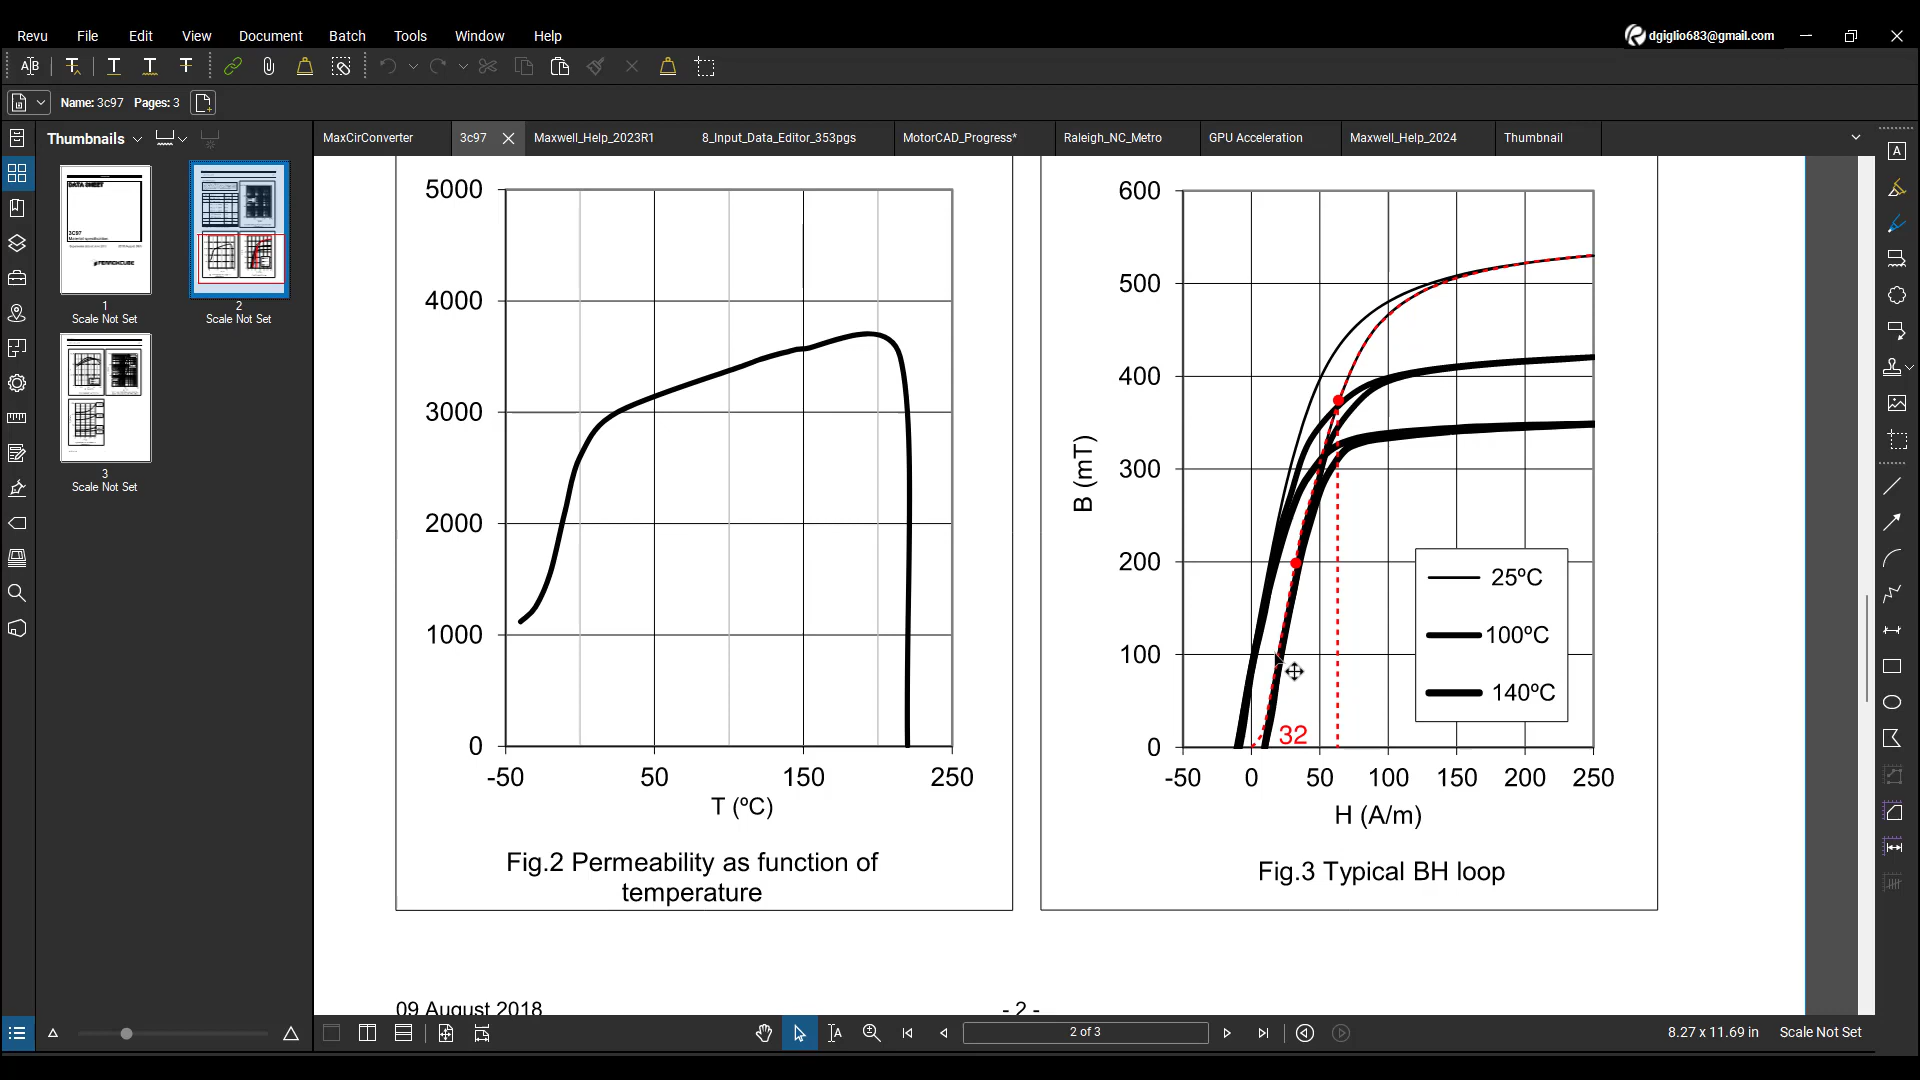 dgiglio683@gmail.com
Revu File Edit View Document Batch Tools Window Help
Name: 3c97 Pages: 3
Thumbnails
MaxCirConverter 3c97 Maxwell_Help_2023R1 8_Input_Data_Editor_353pgs MotorCAD_Progress* Raleigh_NC_Metro GPU Acceleration Maxwell_Help_2024 Thumbnail
DATA SHEET
3C97
1
Scale Not Set
2
Scale Not Set
3
Scale Not Set
5000
4000
3000
2000
1000
0
-50 50 150 250
T (ºC)
Fig.2 Permeability as function of
temperature
600
500
400
300
200
100
0
B (mT)
25ºC
100ºC
140ºC
32
-50 0 50 100 150 200 250
H (A/m)
Fig.3 Typical BH loop
09 August 2018
- 2 -
2 of 3
8.27 x 11.69 in Scale Not Set